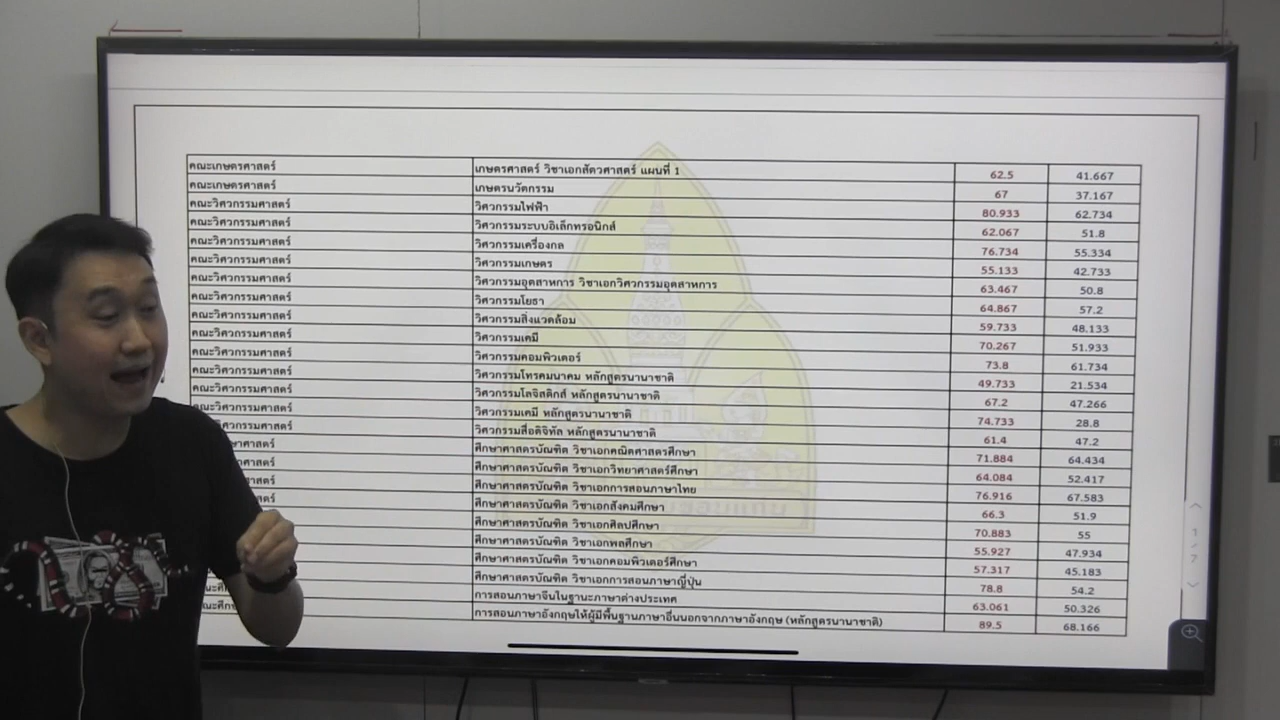 คณะเกษตรศาสตร์ เกษตรศาสตร์ วิชาเอกสัตวศาสตร์ แผนที่ 1 62.5 41.667
คณะเกษตรศาสตร์ เกษตรนวัตกรรม 67 37.167
คณะวิศวกรรมศาสตร์ วิศวกรรมไฟฟ้า 80.933 62.734
คณะวิศวกรรมศาสตร์ วิศวกรรมระบบอิเล็กทรอนิกส์ 62.067 51.8
คณะวิศวกรรมศาสตร์ วิศวกรรมเครื่องกล 76.734 55.334
คณะวิศวกรรมศาสตร์ วิศวกรรมเกษตร 55.133 42.733
คณะวิศวกรรมศาสตร์ วิศวกรรมอุตสาหการ วิชาเอกวิศวกรรมอุตสาหการ 63.467 50.8
คณะวิศวกรรมศาสตร์ วิศวกรรมโยธา 64.867 57.2
คณะวิศวกรรมศาสตร์ วิศวกรรมสิ่งแวดล้อม 59.733 48.133
คณะวิศวกรรมศาสตร์ วิศวกรรมเคมี 70.267 51.933
คณะวิศวกรรมศาสตร์ วิศวกรรมคอมพิวเตอร์ 73.8 61.734
คณะวิศวกรรมศาสตร์ วิศวกรรมโทรคมนาคม หลักสูตรนานาชาติ 49.733 21.534
คณะวิศวกรรมศาสตร์ วิศวกรรมโลจิสติกส์ หลักสูตรนานาชาติ 67.2 47.266
วิศวกรรมศาสตร์ วิศวกรรมเคมี หลักสูตรนานาชาติ 74.733 28.8
วิศวกรรมศาสตร์ วิศวกรรมสื่อดิจิทัล หลักสูตรนานาชาติ 61.4 47.2
ศึกษาศาสตรบัณฑิต วิชาเอกคณิตศาสตรศึกษา 71.884 64.434
ศึกษาศาสตรบัณฑิต วิชาเอกวิทยาศาสตร์ศึกษา 64.084 52.417
ศึกษาศาสตรบัณฑิต วิชาเอกการสอนภาษาไทย 76.916 67.583
ศึกษาศาสตรบัณฑิต วิชาเอกสังคมศึกษา 66.3 51.9
ศึกษาศาสตรบัณฑิต วิชาเอกศิลปศึกษา 70.883 55
ศึกษาศาสตรบัณฑิต วิชาเอกพลศึกษา 55.927 47.934
ศึกษาศาสตรบัณฑิต วิชาเอกคอมพิวเตอร์ศึกษา 57.317 45.183
ศึกษาศาสตรบัณฑิต วิชาเอกการสอนภาษาญี่ปุ่น 78.8 54.2
การสอนภาษาจีนในฐานะภาษาต่างประเทศ 63.061 50.326
การสอนภาษาอังกฤษให้ผู้มีพื้นฐานภาษาอื่นนอกจากภาษาอังกฤษ (หลักสูตรนานาชาติ) 89.5 68.166
1 / 7